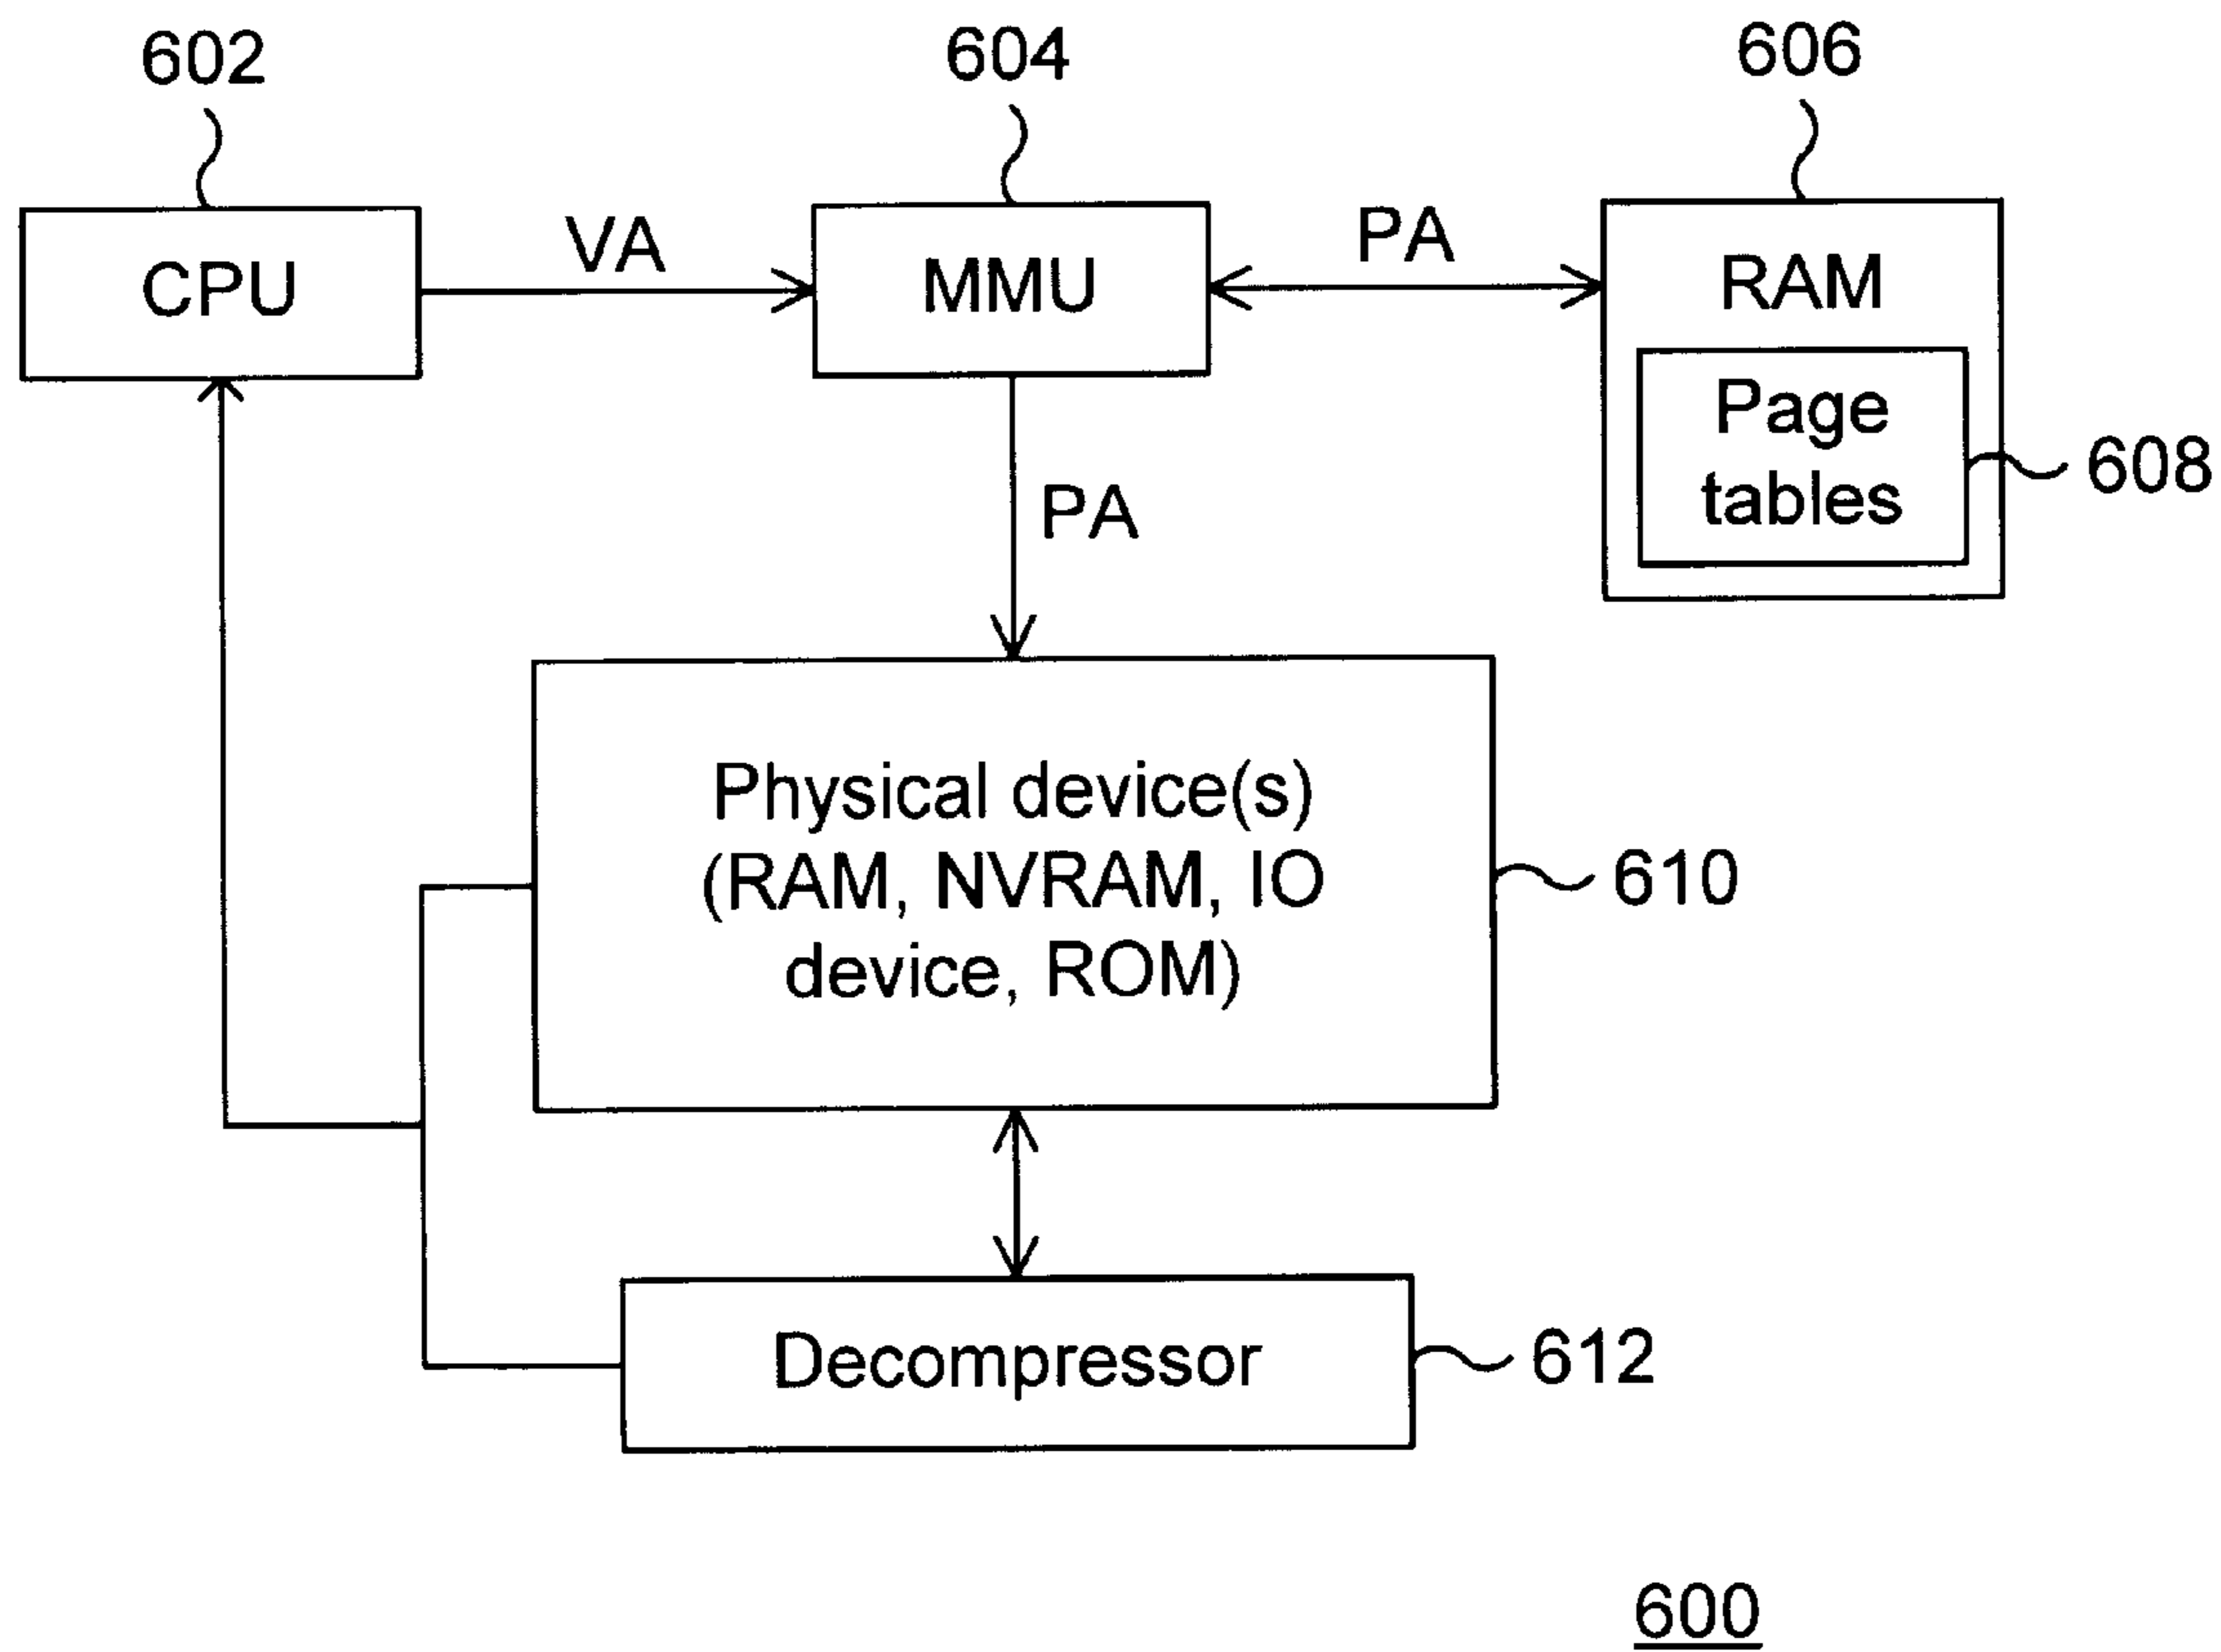 602
604
606
CPU
VA
MMU
PA
RAM
Page
tables
608
PA
Physical device(s)
(RAM, NVRAM, IO
device, ROM)
610
Decompressor
612
600